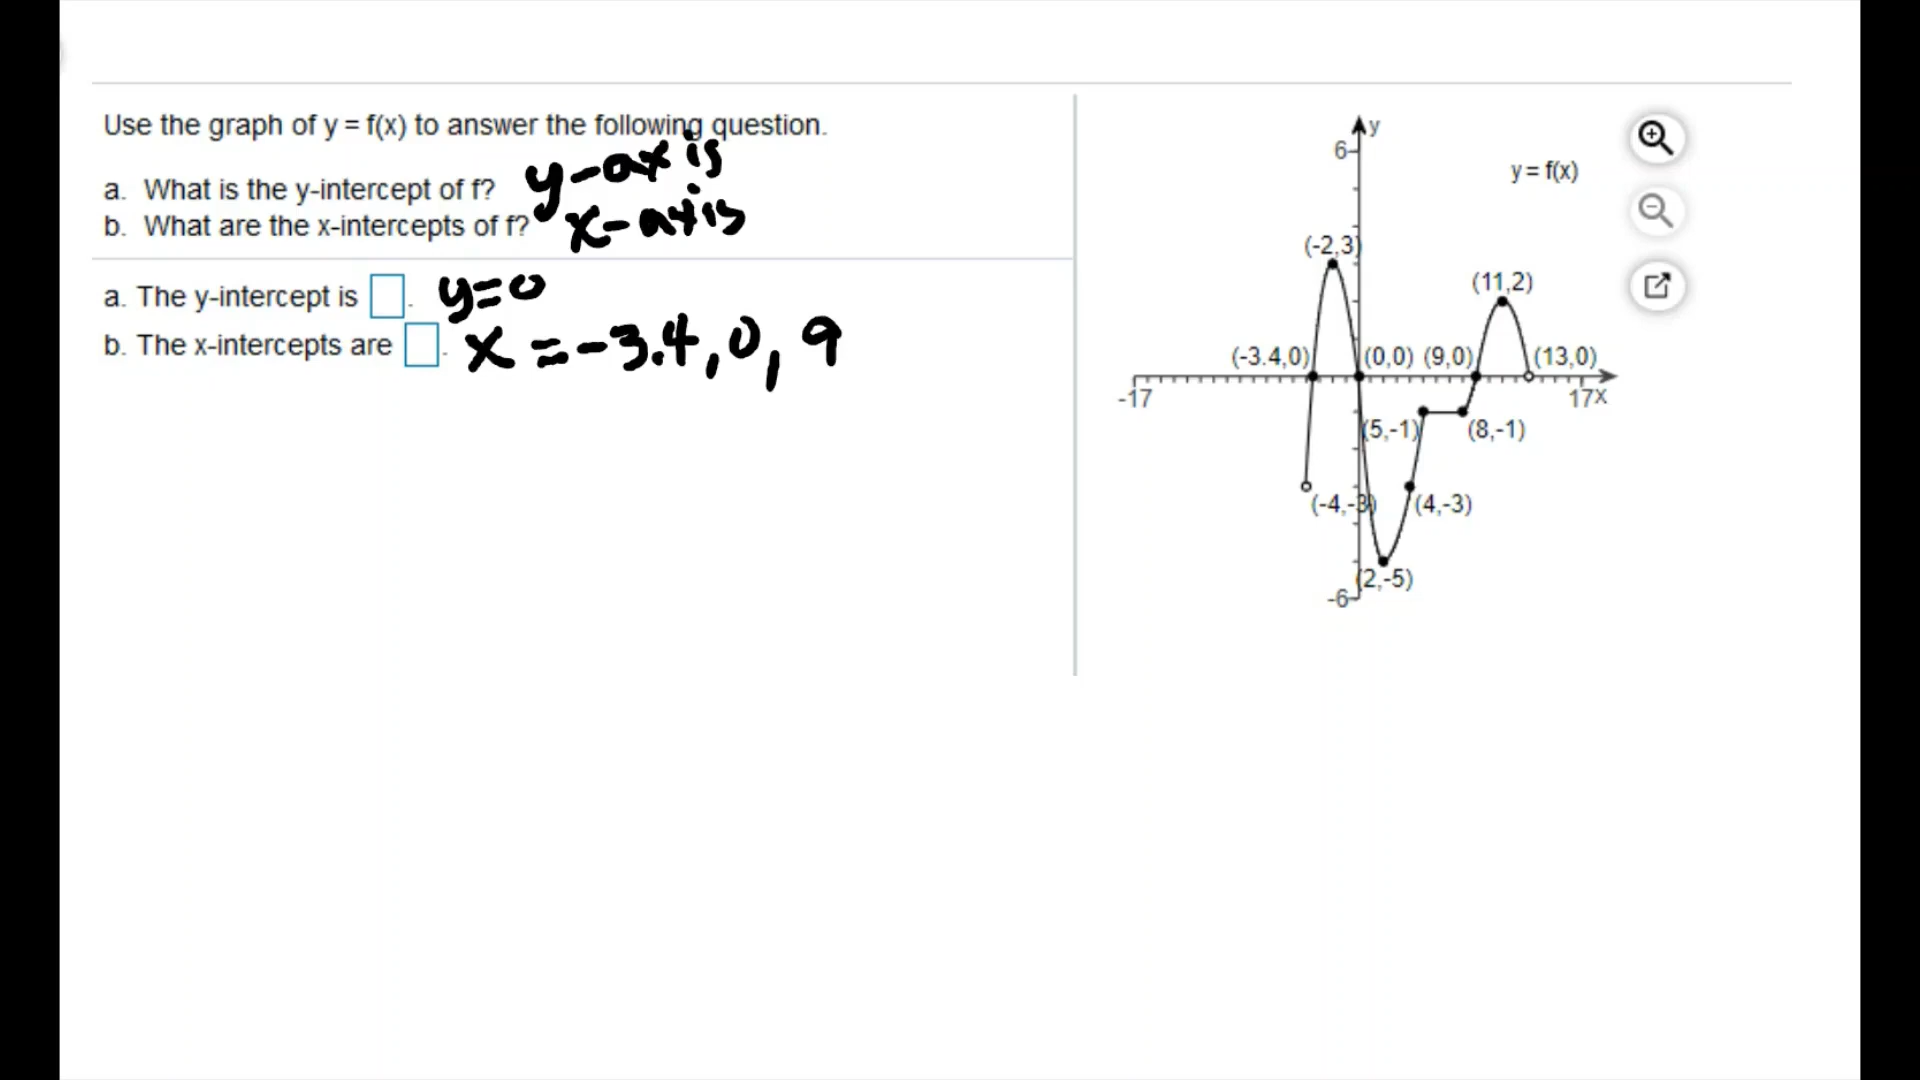 Use the graph of y = f(x) to answer the following question.
a. What is the y-intercept of f? y-axis
b. What are the x-intercepts of f? x-axis
a. The y-intercept is . y=0
b. The x-intercepts are . x=-3.4, 0, 9
y
6
y = f(x)
(-2,3)
(11,2)
(-3.4,0)
(0,0)
(9,0)
(13,0)
-17
17
x
(5,-1)
(8,-1)
(-4,-3)
(4,-3)
(2,-5)
-6